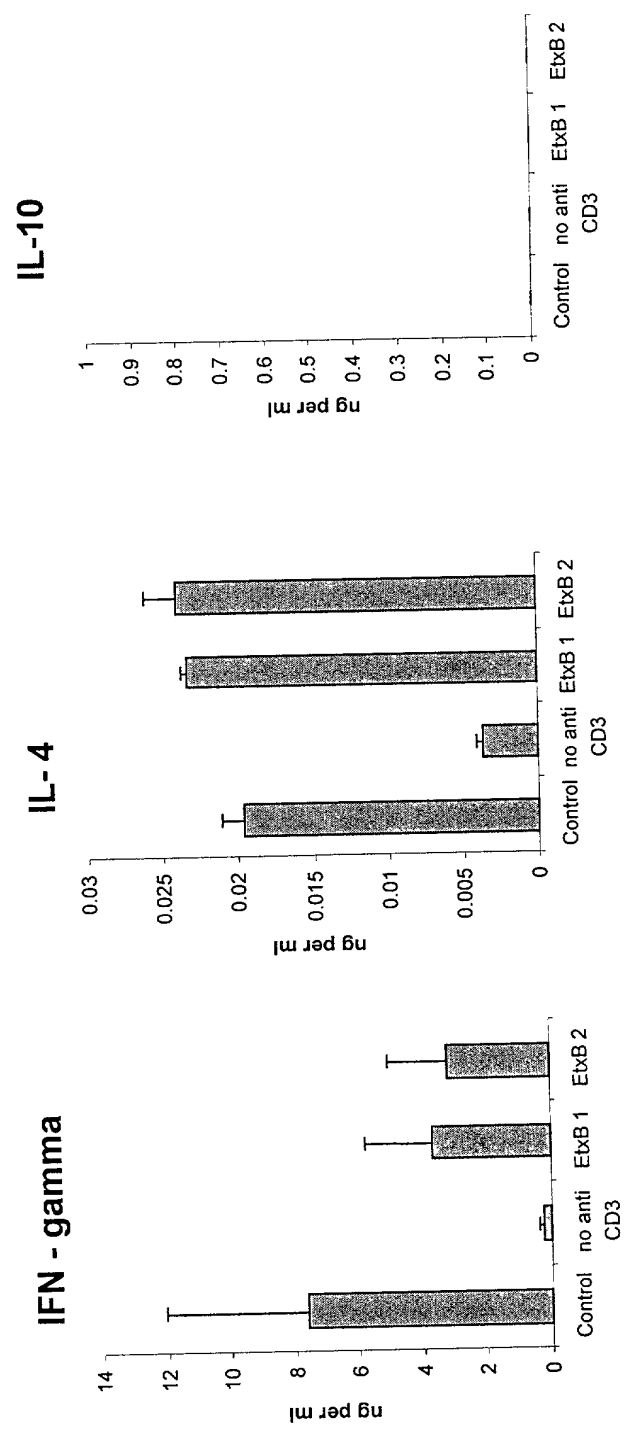 IFN - gamma
14
12
10
8
6
4
2
0
ng per ml
Control no anti EtxB 1 EtxB 2
CD3
IL- 4
0.03
0.025
0.02
0.015
0.01
0.005
0
ng per ml
Control no anti EtxB 1 EtxB 2
CD3
IL-10
1
0.9
0.8
0.7
0.6
0.5
0.4
0.3
0.2
0.1
0
ng per ml
Control no anti EtxB 1 EtxB 2
CD3